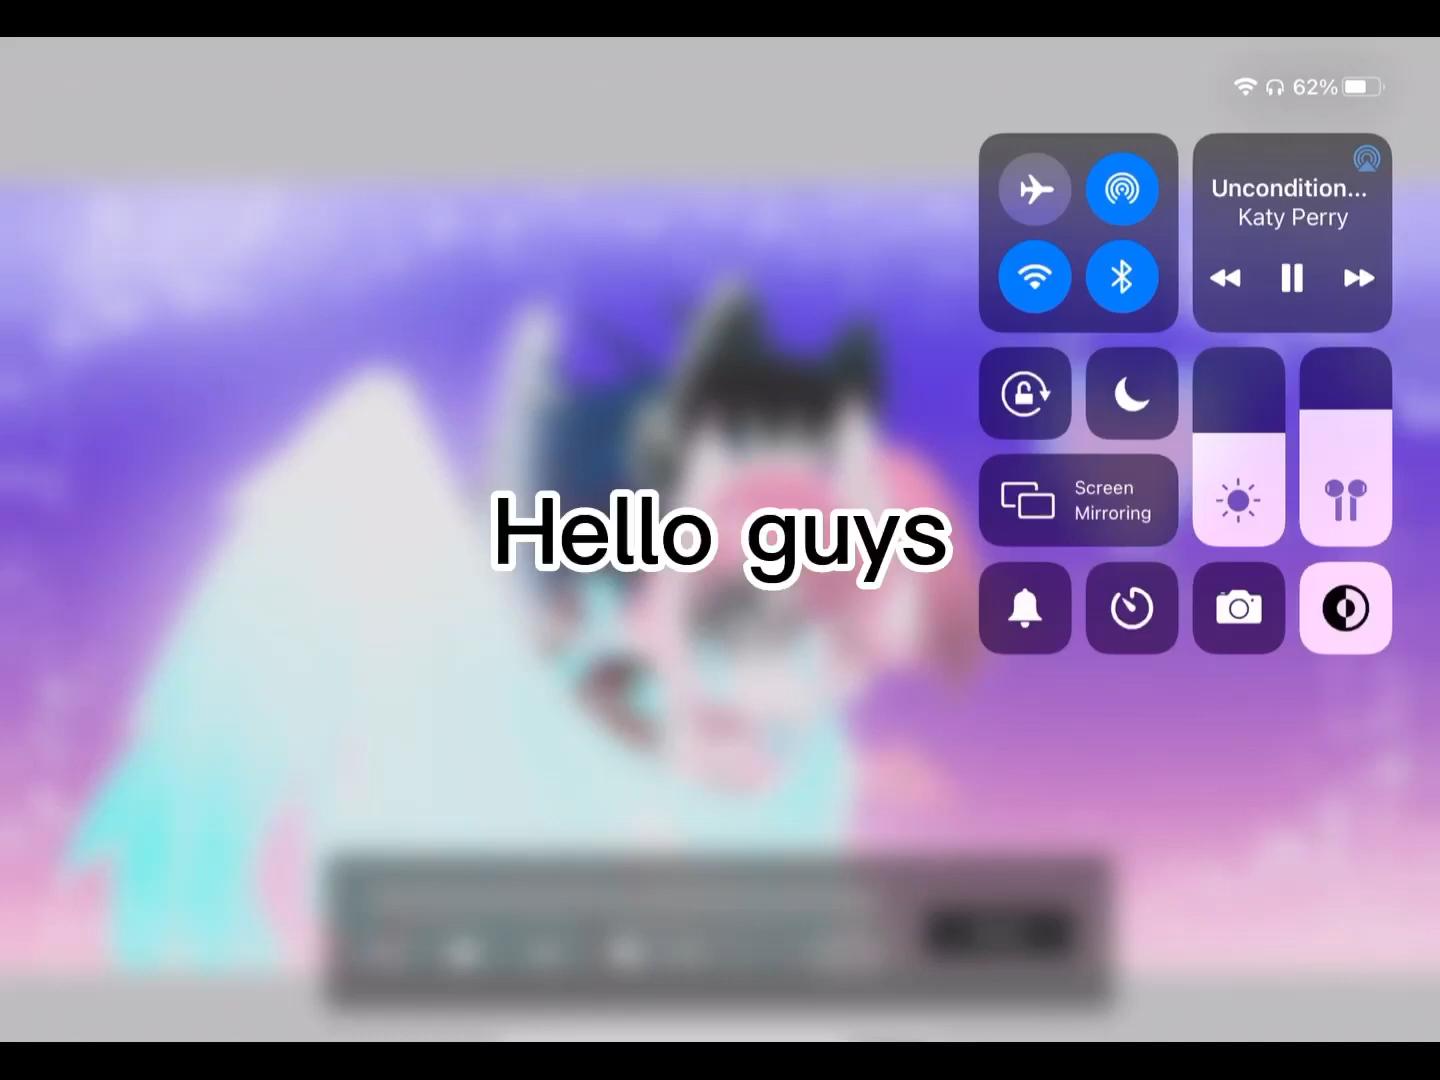 62%
Uncondition...
Katy Perry
Screen
Mirroring
Hello guys